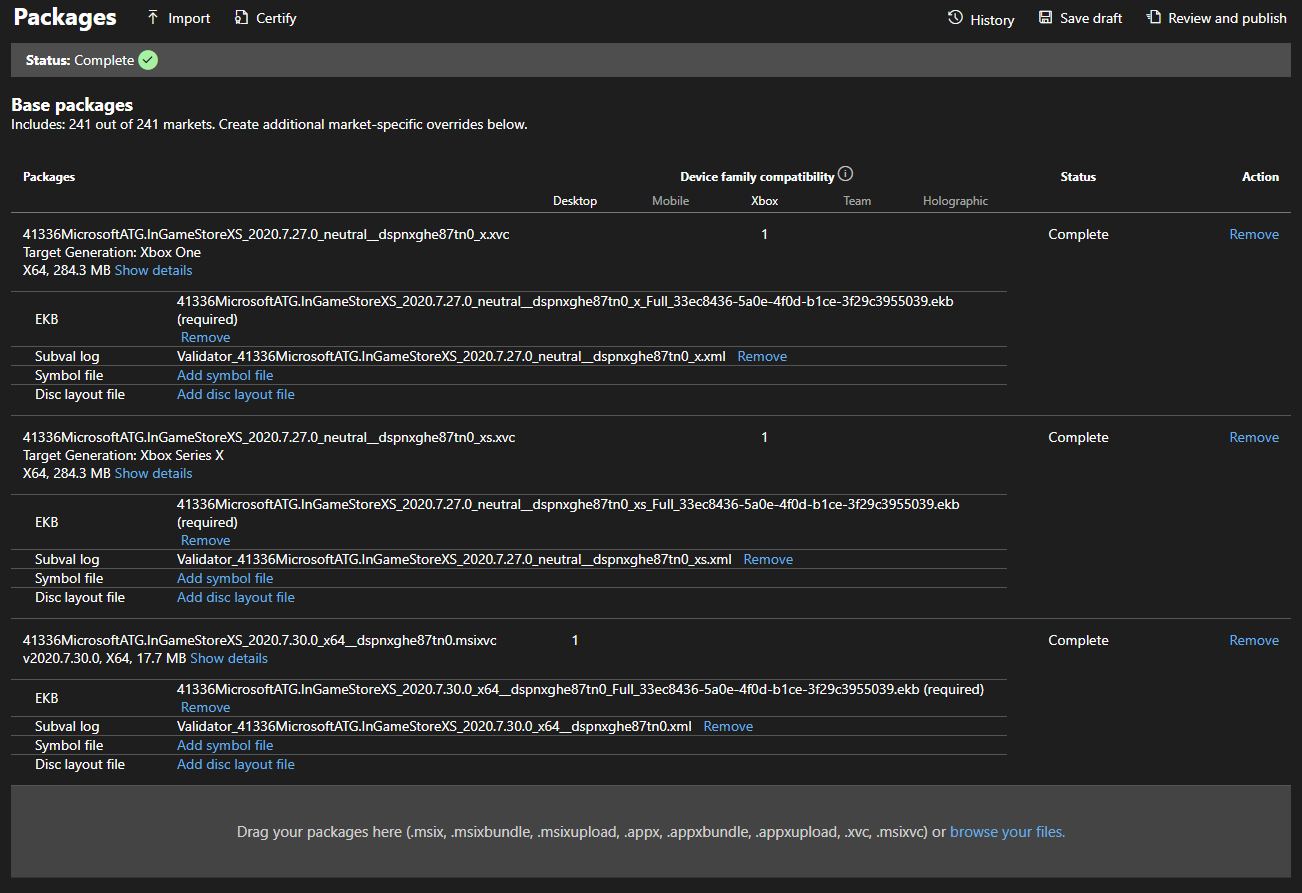 Packages Import Certify History Save draft Review and publish
Status: Complete
Base packages
Includes: 241 out of 241 markets. Create additional market-specific overrides below.
Packages Device family compatibility Status Action
Desktop Mobile Xbox Team Holographic
41336MicrosoftATG.InGameStoreXS_2020.7.27.0_neutral__dspnxghe87tn0_x.xvc 1 Complete Remove
Target Generation: Xbox One
X64, 284.3 MB Show details
41336MicrosoftATG.InGameStoreXS_2020.7.27.0_neutral__dspnxghe87tn0_x_Full_33ec8436-5a0e-4f0d-b1ce-3f29c3955039.ekb
EKB (required)
Remove
Subval log Validator_41336MicrosoftATG.InGameStoreXS_2020.7.27.0_neutral__dspnxghe87tn0_x.xml Remove
Symbol file Add symbol file
Disc layout file Add disc layout file
41336MicrosoftATG.InGameStoreXS_2020.7.27.0_neutral__dspnxghe87tn0_xs.xvc 1 Complete Remove
Target Generation: Xbox Series X
X64, 284.3 MB Show details
41336MicrosoftATG.InGameStoreXS_2020.7.27.0_neutral__dspnxghe87tn0_xs_Full_33ec8436-5a0e-4f0d-b1ce-3f29c3955039.ekb
EKB (required)
Remove
Subval log Validator_41336MicrosoftATG.InGameStoreXS_2020.7.27.0_neutral__dspnxghe87tn0_xs.xml Remove
Symbol file Add symbol file
Disc layout file Add disc layout file
41336MicrosoftATG.InGameStoreXS_2020.7.30.0_x64__dspnxghe87tn0.msixvc 1 Complete Remove
v2020.7.30.0, X64, 17.7 MB Show details
41336MicrosoftATG.InGameStoreXS_2020.7.30.0_x64__dspnxghe87tn0_Full_33ec8436-5a0e-4f0d-b1ce-3f29c3955039.ekb (required)
EKB
Remove
Subval log Validator_41336MicrosoftATG.InGameStoreXS_2020.7.30.0_x64__dspnxghe87tn0.xml Remove
Symbol file Add symbol file
Disc layout file Add disc layout file
Drag your packages here (.msix, .msixbundle, .msixupload, .appx, .appxbundle, .appxupload, .xvc, .msixvc) or browse your files.